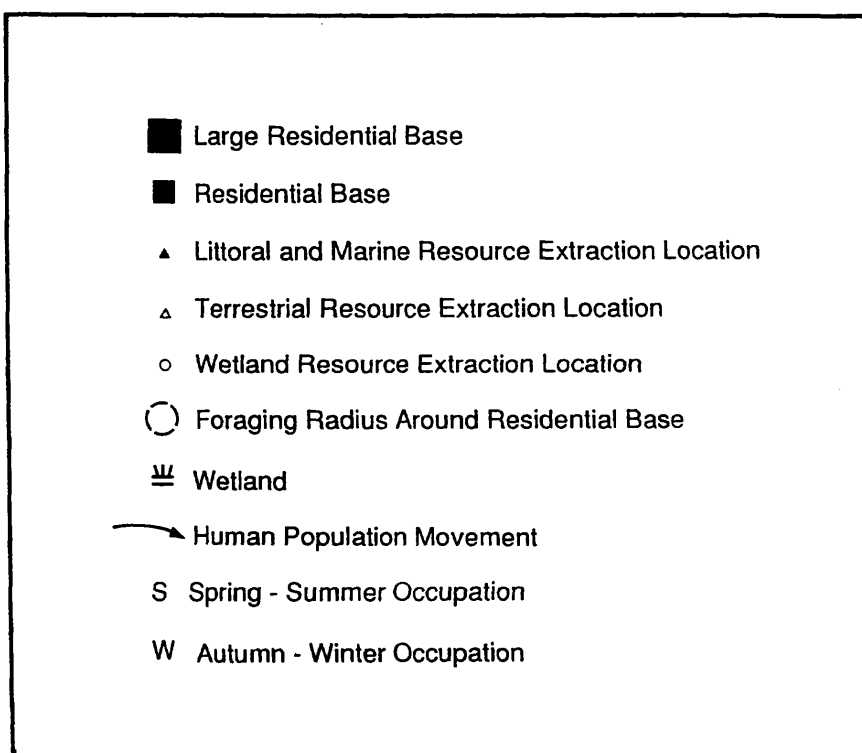 Large Residential Base
Residential Base
Littoral and Marine Resource Extraction Location
Terrestrial Resource Extraction Location
Wetland Resource Extraction Location
Foraging Radius Around Residential Base
Wetland
Human Population Movement
S Spring - Summer Occupation
W Autumn - Winter Occupation